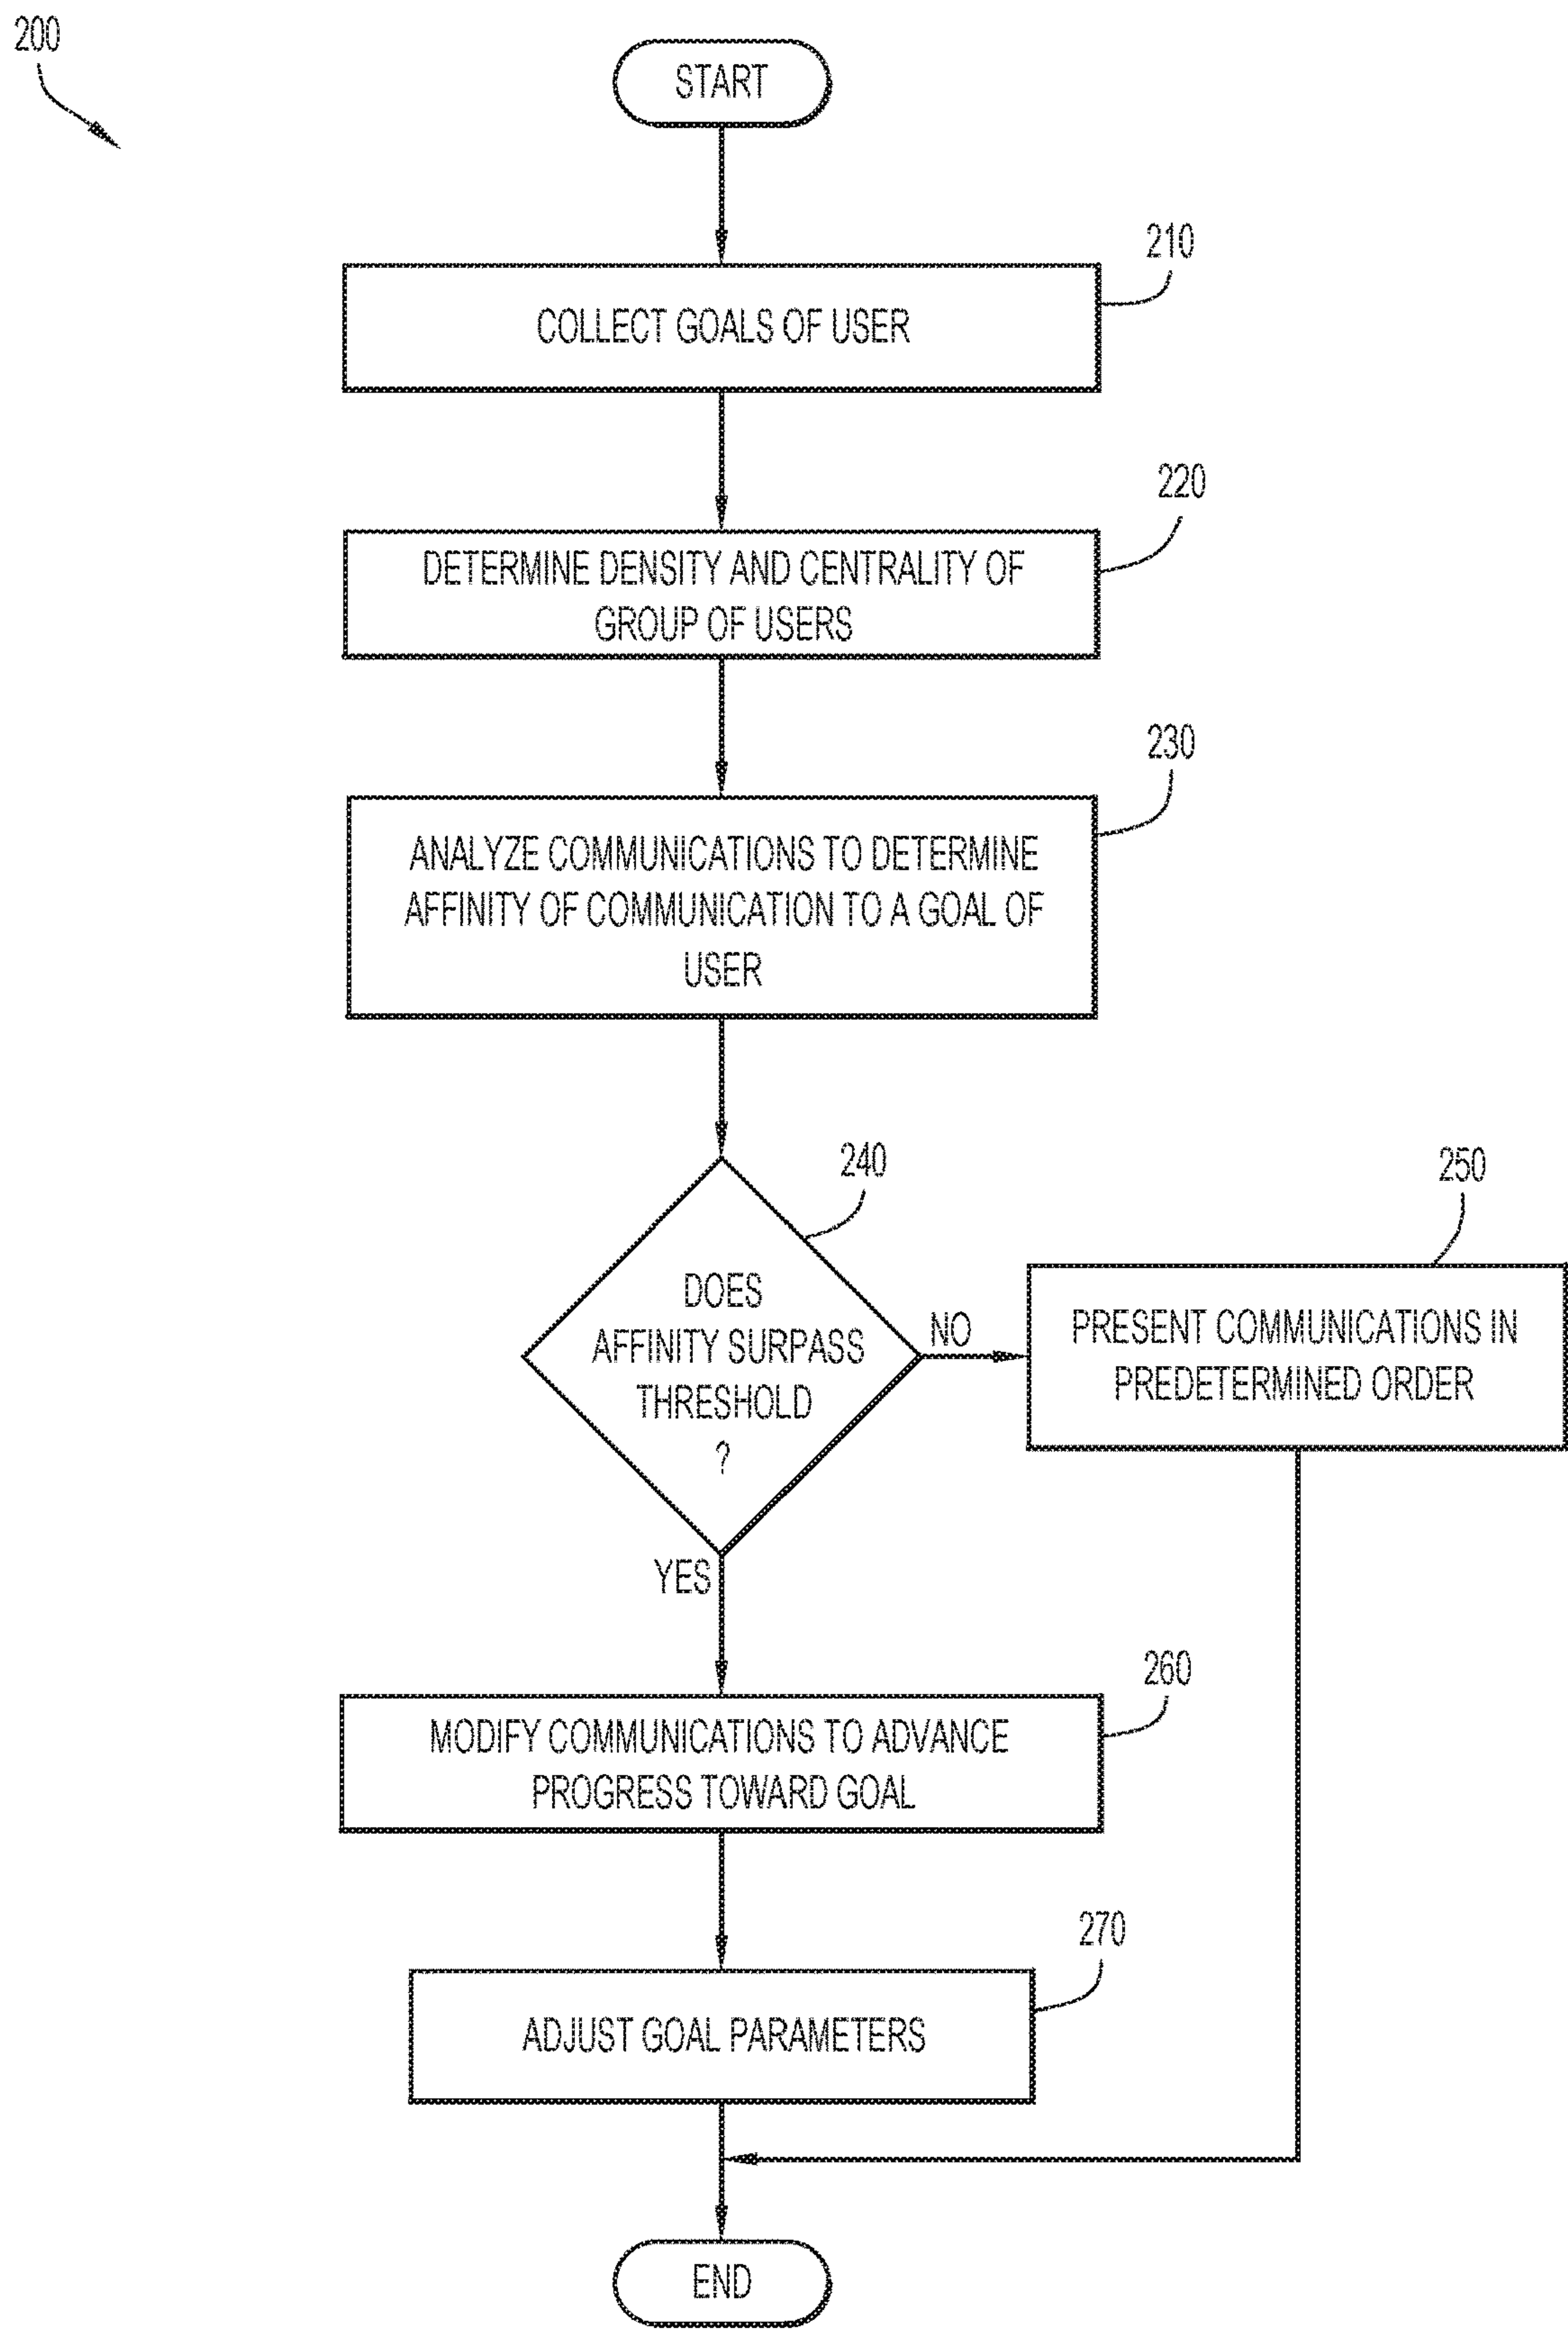 200
START
210
COLLECT GOALS OF USER
220
DETERMINE DENSITY AND CENTRALITY OF
GROUP OF USERS
230
ANALYZE COMMUNICATIONS TO DETERMINE
AFFINITY OF COMMUNICATION TO A GOAL OF
USER
240
DOES
AFFINITY SURPASS
THRESHOLD
?
NO
250
PRESENT COMMUNICATIONS IN
PREDETERMINED ORDER
YES
260
MODIFY COMMUNICATIONS TO ADVANCE
PROGRESS TOWARD GOAL
270
ADJUST GOAL PARAMETERS
END